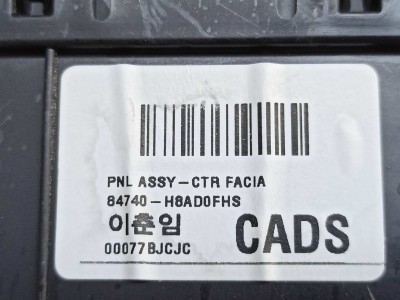 PNL ASSY-CTR FACIA
84740-H8AD0FHS
이춘임
00077BJCJC
CADS